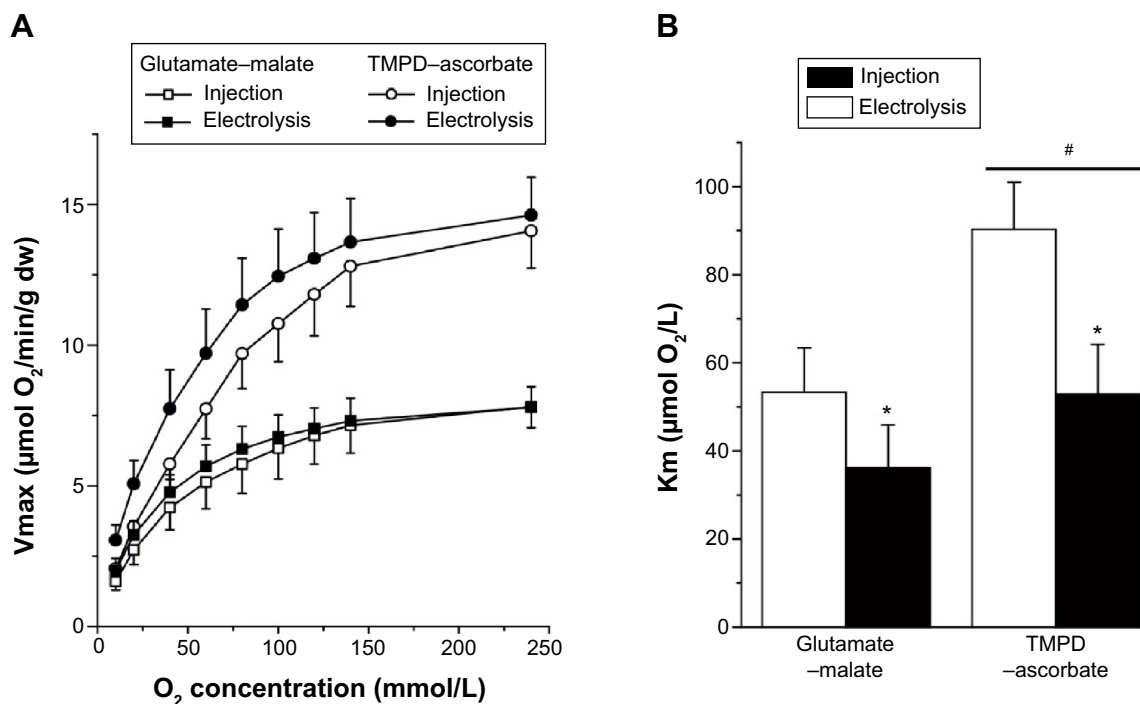 A
Glutamate–malate TMPD–ascorbate
Injection Injection
Electrolysis Electrolysis
15
10
5
0
Vmax (µmol O₂/min/g dw)
0 50 100 150 200 250
O₂ concentration (mmol/L)
B
Injection
Electrolysis
#
100
80
60
40
20
0
*
*
Km (µmol O₂/L)
Glutamate TMPD
–malate –ascorbate